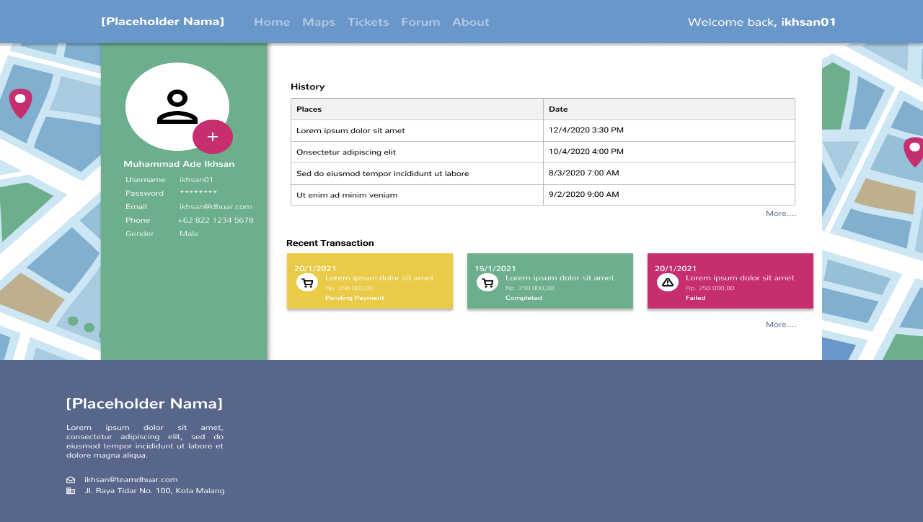 [Placeholder Nama] Home Maps Tickets Forum About Welcome back, ikhsan01
Muhammad Ade Ikhsan
Username ikhsan01
Password ********
Email ikhsan@dhuar.com
Phone +62 822 1234 5678
Gender Male
History
Places Date
Lorem ipsum dolor sit amet 12/4/2020 3:30 PM
Onsectetur adipiscing elit 10/4/2020 4:00 PM
Sed do eiusmod tempor incididunt ut labore 8/3/2020 7:00 AM
Ut enim ad minim veniam 9/2/2020 9:00 AM
More....
Recent Transaction
20/1/2021
Lorem ipsum dolor sit amet
Rp. 250.000,00
Pending Payment
15/1/2021
Lorem ipsum dolor sit amet
Rp. 250.000,00
Completed
20/1/2021
Lorem ipsum dolor sit amet
Rp. 250.000,00
Failed
More....
[Placeholder Nama]
Lorem ipsum dolor sit amet,
consectetur adipiscing elit, sed do
eiusmod tempor incididunt ut labore et
dolore magna aliqua.
ikhsan@teamdhuar.com
Jl. Raya Tidar No. 100, Kota Malang